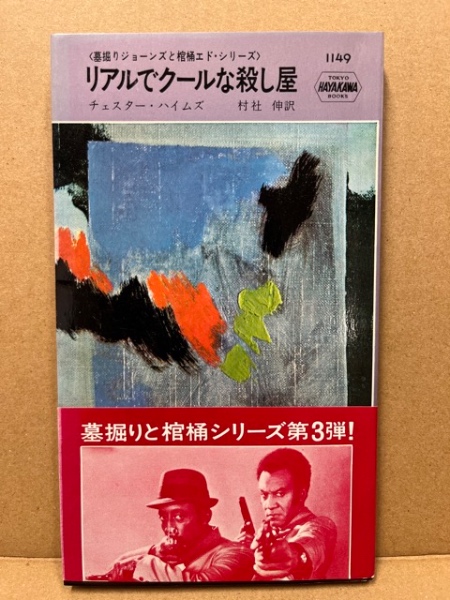 〈墓掘りジョーンズと棺桶エド・シリーズ〉
1149
リアルでクールな殺し屋
TOKYO
HAYAKAWA
BOOKS
チェスター・ハイムズ 村社 伸訳
墓掘りと棺桶シリーズ第3弾!